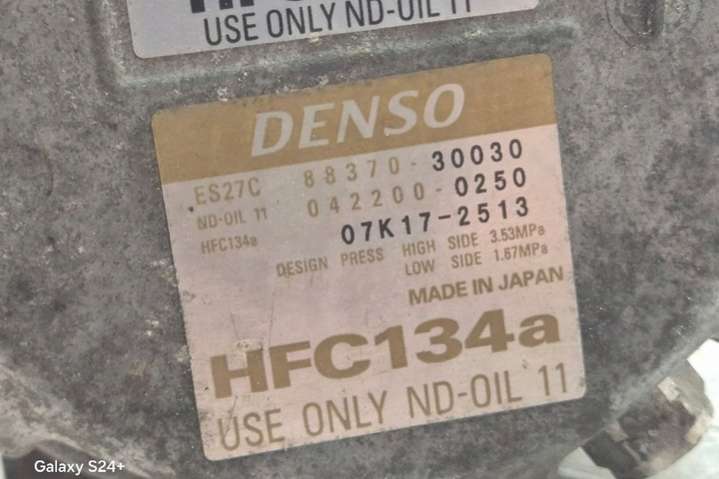 USE ONLY ND-OIL 11
DENSO
ES27C 88370-30030
ND-OIL 11 042200-0250
HFC134a 07K17-2513
DESIGN PRESS HIGH SIDE 3.53MPa
LOW SIDE 1.67MPa
MADE IN JAPAN
HFC134a
USE ONLY ND-OIL 11
Galaxy S24+